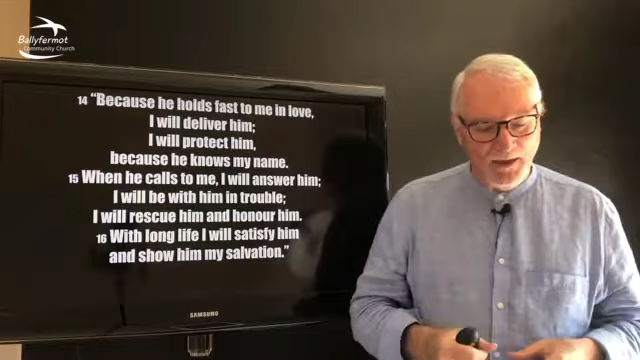 Ballyfermot
Community Church
14 “Because he holds fast to me in love,
I will deliver him;
I will protect him,
because he knows my name.
15 When he calls to me, I will answer him;
I will be with him in trouble;
I will rescue him and honour him.
16 With long life I will satisfy him
and show him my salvation.”
SAMSUNG